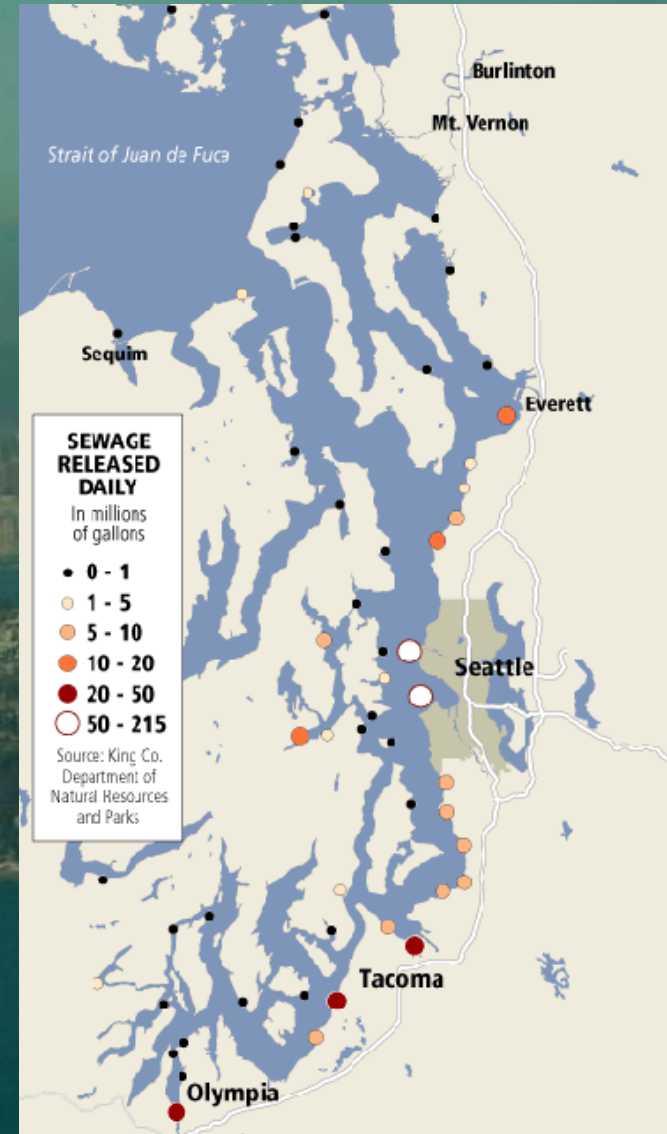 Burlinton
Mt. Vernon
Strait of Juan de Fuca
Sequim
Everett
SEWAGE
RELEASED
DAILY
In millions
of gallons
0 - 1
1 - 5
5 - 10
10 - 20
20 - 50
50 - 215
Source: King Co.
Department of
Natural Resources
and Parks
Seattle
Tacoma
Olympia